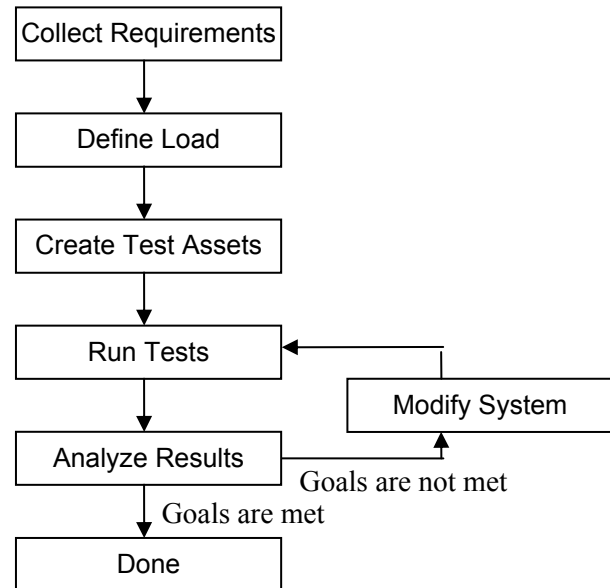 Collect Requirements
Define Load
Create Test Assets
Run Tests
Modify System
Analyze Results
Goals are not met
Goals are met
Done